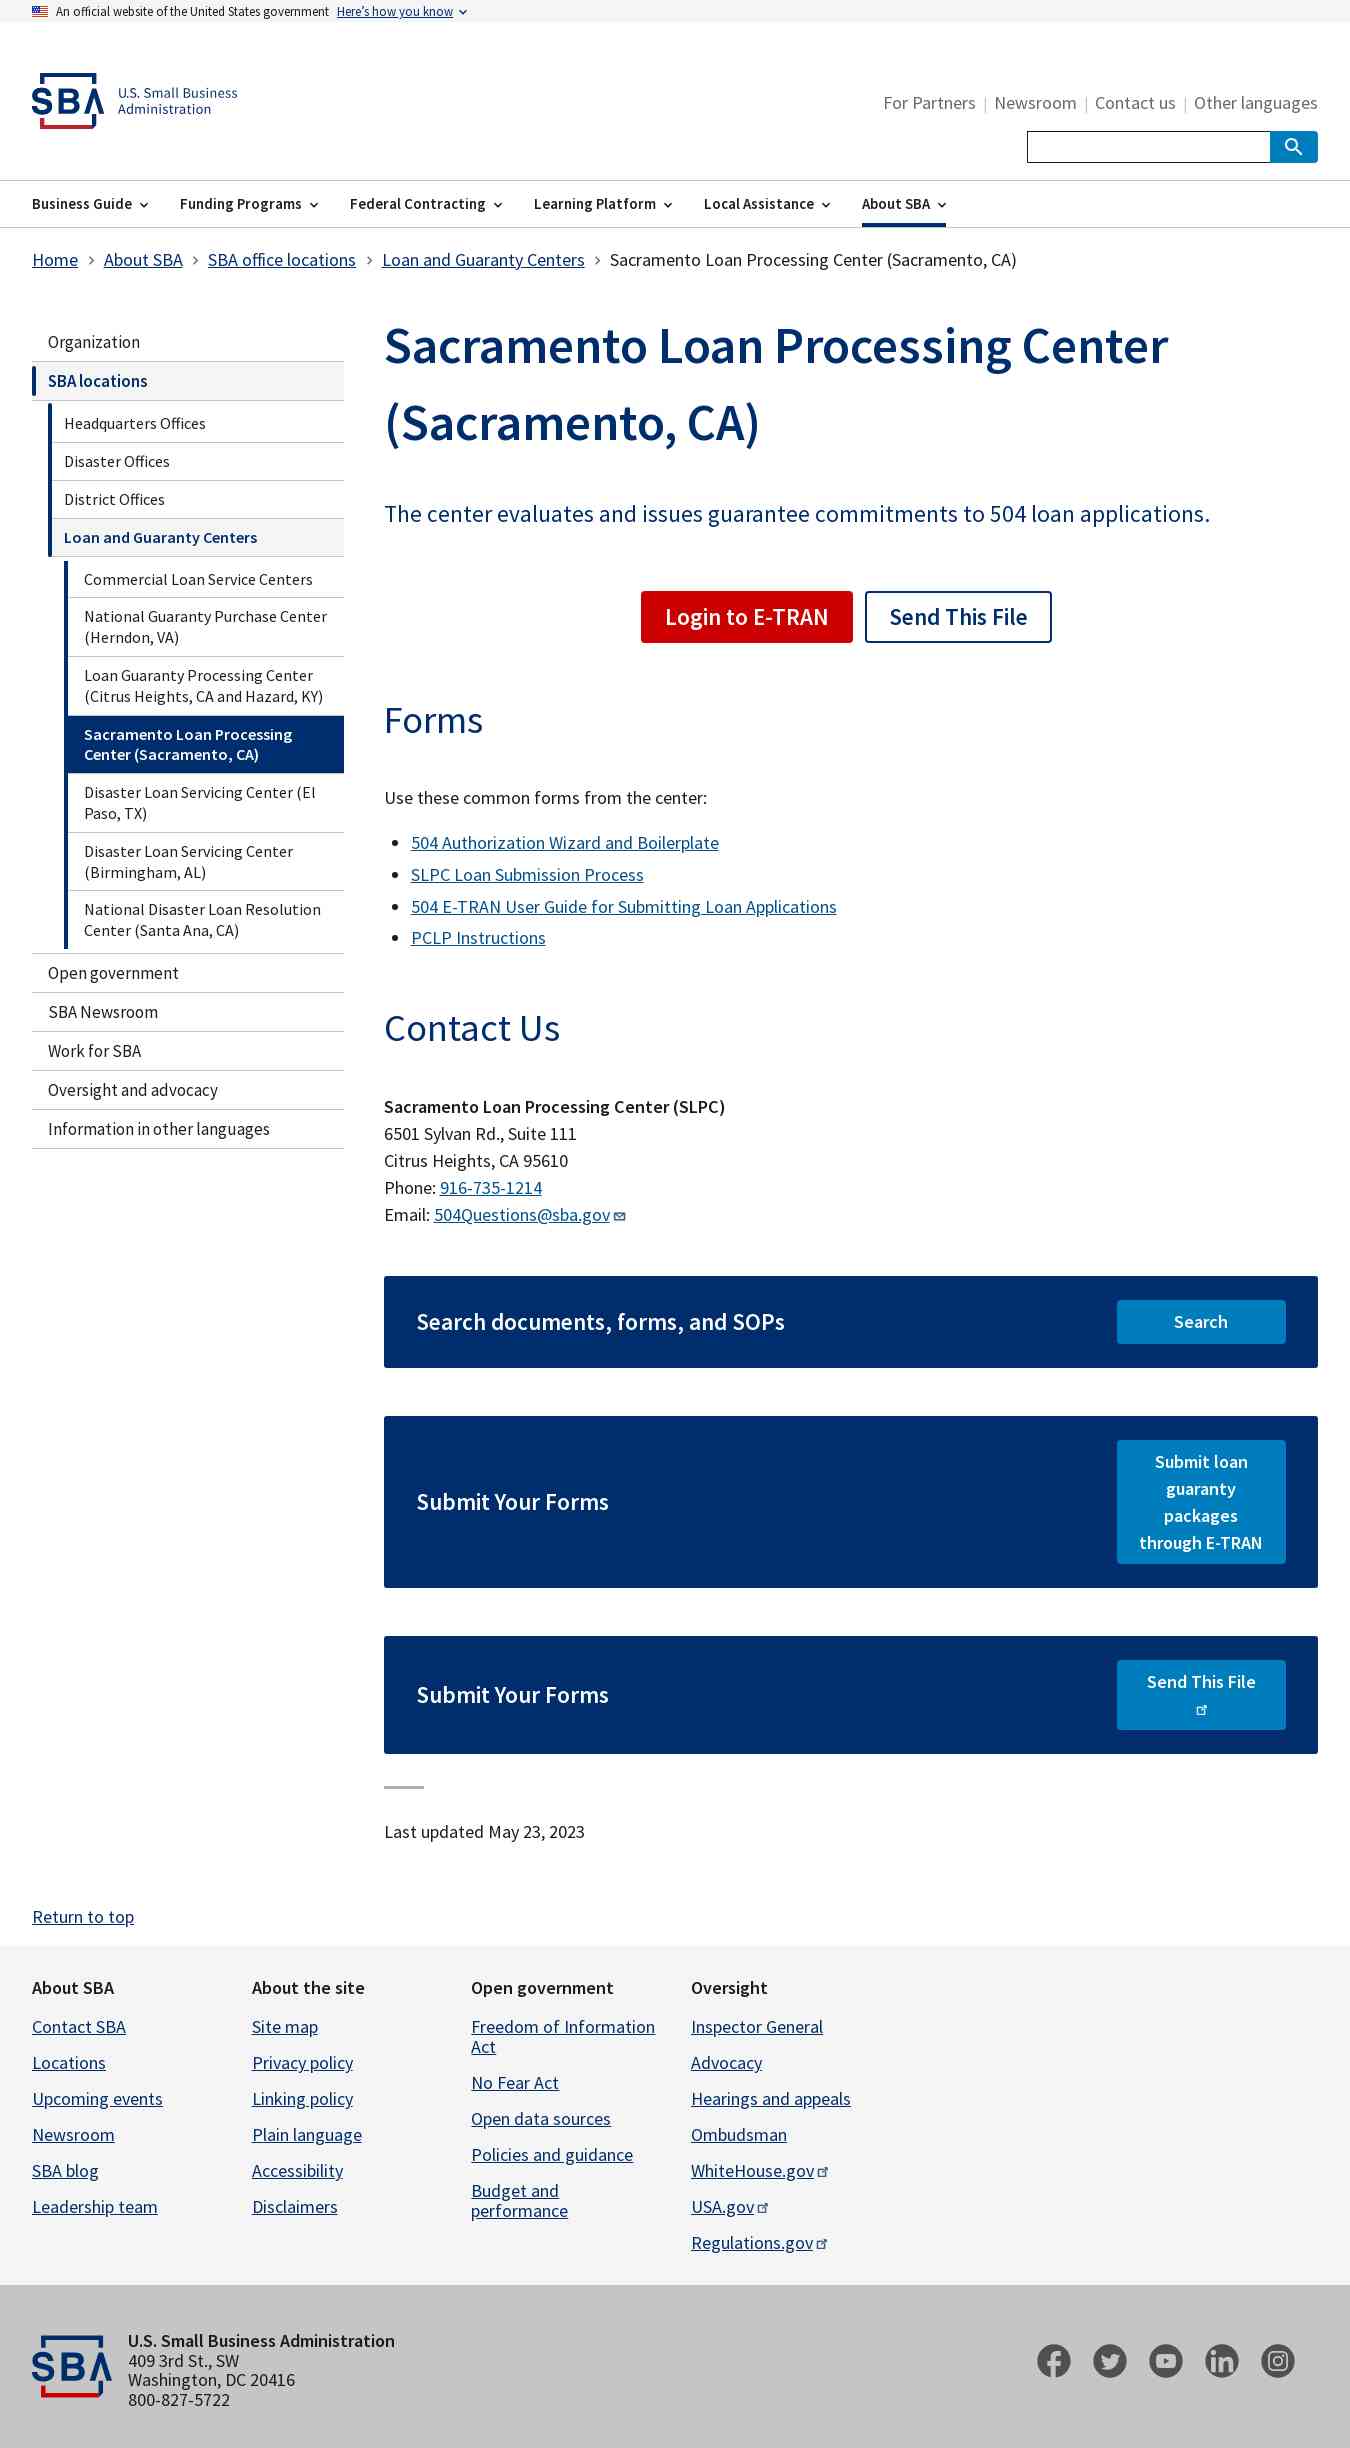 An official website of the United States government Here's how you know
SBA
U.S. Small Business
Administration
For Partners | Newsroom | Contact us | Other languages
Business Guide Funding Programs Federal Contracting Learning Platform Local Assistance About SBA
Home > About SBA > SBA office locations > Loan and Guaranty Centers > Sacramento Loan Processing Center (Sacramento, CA)
Organization
SBA locations
Headquarters Offices
Disaster Offices
District Offices
Loan and Guaranty Centers
Commercial Loan Service Centers
National Guaranty Purchase Center
(Herndon, VA)
Loan Guaranty Processing Center
(Citrus Heights, CA and Hazard, KY)
Sacramento Loan Processing
Center (Sacramento, CA)
Disaster Loan Servicing Center (El
Paso, TX)
Disaster Loan Servicing Center
(Birmingham, AL)
National Disaster Loan Resolution
Center (Santa Ana, CA)
Open government
SBA Newsroom
Work for SBA
Oversight and advocacy
Information in other languages
Sacramento Loan Processing Center
(Sacramento, CA)
The center evaluates and issues guarantee commitments to 504 loan applications.
Login to E-TRAN Send This File
Forms
Use these common forms from the center:
• 504 Authorization Wizard and Boilerplate
• SLPC Loan Submission Process
• 504 E-TRAN User Guide for Submitting Loan Applications
• PCLP Instructions
Contact Us
Sacramento Loan Processing Center (SLPC)
6501 Sylvan Rd., Suite 111
Citrus Heights, CA 95610
Phone: 916-735-1214
Email: 504Questions@sba.gov
Search documents, forms, and SOPs
Search
Submit Your Forms
Submit loan
guaranty
packages
through E-TRAN
Submit Your Forms
Send This File
Last updated May 23, 2023
Return to top
About SBA
Contact SBA
Locations
Upcoming events
Newsroom
SBA blog
Leadership team
About the site
Site map
Privacy policy
Linking policy
Plain language
Accessibility
Disclaimers
Open government
Freedom of Information
Act
No Fear Act
Open data sources
Policies and guidance
Budget and
performance
Oversight
Inspector General
Advocacy
Hearings and appeals
Ombudsman
WhiteHouse.gov
USA.gov
Regulations.gov
SBA
U.S. Small Business Administration
409 3rd St., SW
Washington, DC 20416
800-827-5722